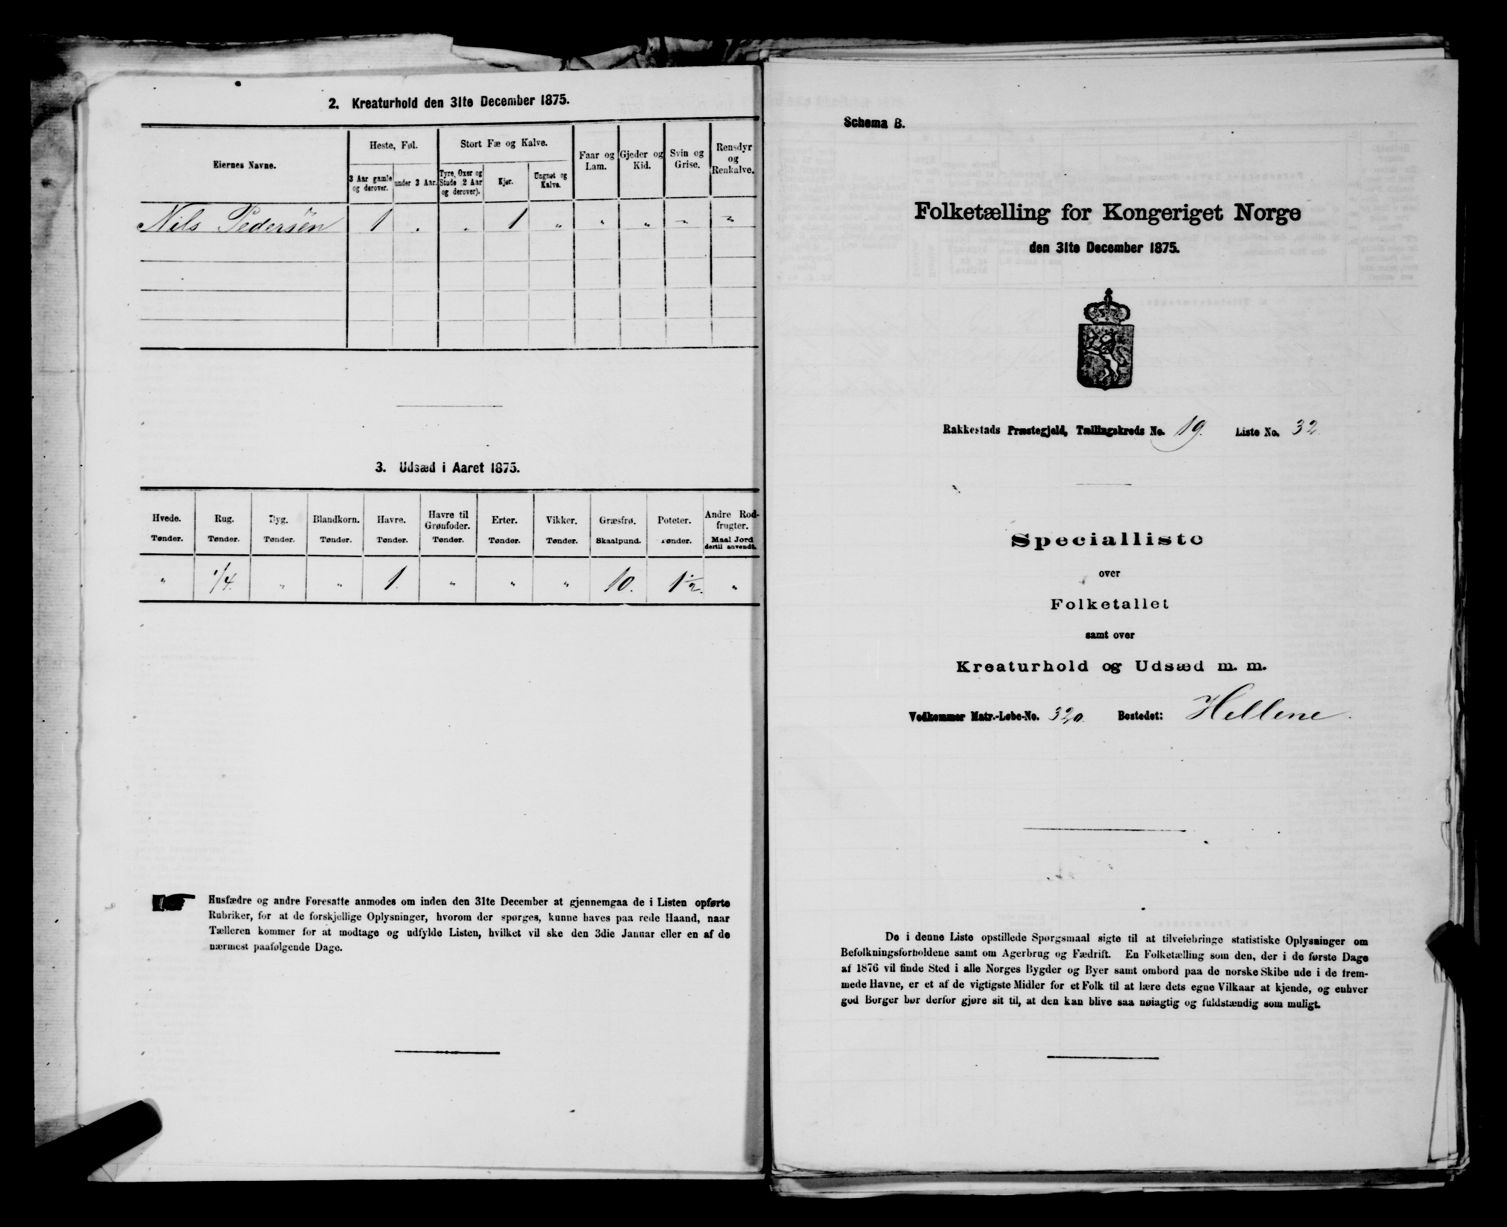 2. Kreaturhold den 31te December 1875.
Eiernes Navne.
Heste, Føl.
3 Aar gamle og derover.
under 3 Aar.
Stort Fæ og Kalve.
Tyre, Oxer og Stude (2 Aar og derover).
Kjør.
Ungnøt og Kalve.
Faar og Lam.
Gjeder og Kid.
Svin og Grise.
Rensdyr og Renkalve.
Nils Pedersen 1 . . 1 " " " " "
3. Udsæd i Aaret 1875.
Hvede. Rug. Byg. Blandkorn. Havre. Havre til Grønfoder. Erter. Vikker. Græsfrø. Poteter. Andre Rodfrugter.
Tønder. Tønder. Tønder. Tønder. Tønder. Tønder. Tønder. Tønder. Skaalpund. Tønder. Maal Jord dertil anvendt.
" 1/4. " " 1 " " " 10. 1 1/2. "
Husfædre og andre Foresatte anmodes om inden den 31te December at gjennemgaa de i Listen opførte
Rubriker, for at de forskjellige Oplysninger, hvorom der spørges, kunne haves paa rede Haand, naar
Tælleren kommer for at modtage og udfylde Listen, hvilket vil ske den 3die Januar eller en af de
nærmest paafølgende Dage.
Schema B.
Folketælling for Kongeriget Norge
den 31te December 1875.
Rakkestads Præstegjeld, Tællingskreds No. 19. Liste No. 32
Specialliste
over
Folketallet
samt over
Kreaturhold og Udsæd m. m.
Vedkommer Matr.-Løbe-No. 320. Bostedet: Hellene.
De i denne Liste opstillede Spørgsmaal sigte til at tilveiebringe statistiske Oplysninger om
Befolkningsforholdene samt om Agerbrug og Fædrift. En Folketælling som den, der i de første Dage
af 1876 vil finde Sted i alle Norges Bygder og Byer samt ombord paa de norske Skibe ude i de frem-
mede Havne, er et af de vigtigste Midler for et Folk til at lære dets egne Vilkaar at kjende, og enhver
god Borger bør derfor gjøre sit til, at den kan blive saa nøiagtig og fuldstændig som muligt.